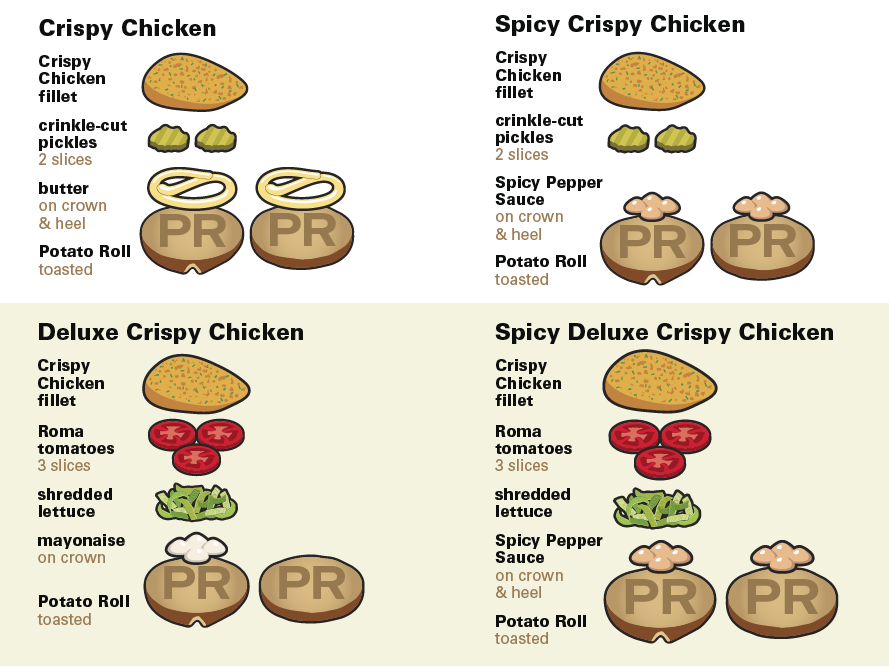 Crispy Chicken
Crispy
Chicken
fillet
crinkle-cut
pickles
2 slices
butter
on crown
& heel
Potato Roll
toasted
PR
PR
Spicy Crispy Chicken
Crispy
Chicken
fillet
crinkle-cut
pickles
2 slices
Spicy Pepper
Sauce
on crown
& heel
Potato Roll
toasted
PR
PR
Deluxe Crispy Chicken
Crispy
Chicken
fillet
Roma
tomatoes
3 slices
shredded
lettuce
mayonaise
on crown
Potato Roll
toasted
PR
PR
Spicy Deluxe Crispy Chicken
Crispy
Chicken
fillet
Roma
tomatoes
3 slices
shredded
lettuce
Spicy Pepper
Sauce
on crown
& heel
Potato Roll
toasted
PR
PR